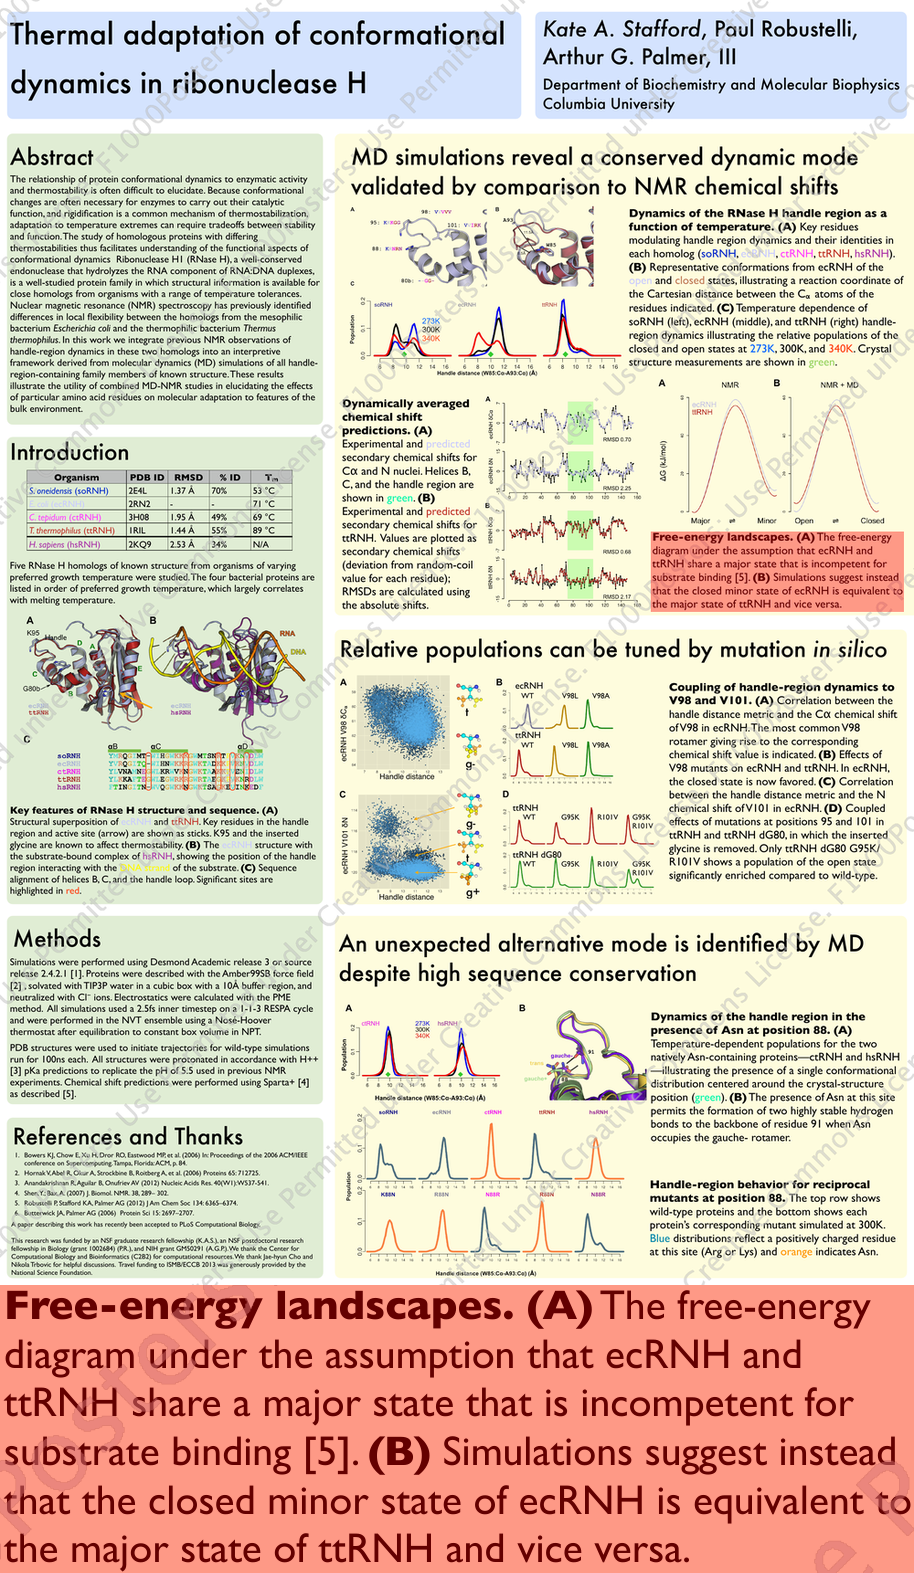 Thermal adaptation of conformational
dynamics in ribonuclease H
Kate A. Stafford, Paul Robustelli,
Arthur G. Palmer, III
Department of Biochemistry and Molecular Biophysics
Columbia University
Abstract
The relationship of protein conformational dynamics to enzymatic activity
and thermostability is often difficult to elucidate. Because conformational
changes are often necessary for enzymes to carry out their catalytic
function, and rigidification is a common mechanism of thermostabilization,
adaptation to temperature extremes can require tradeoffs between stability
and function. The study of homologous proteins with differing
thermostabilities thus facilitates understanding of the functional aspects of
conformational dynamics Ribonuclease H1 (RNase H), a well conserved
endonuclease that hydrolyzes the RNA component of RNA:DNA duplexes,
is a well-studied protein family in which structural information is available for
close homologs from organisms with a range of temperature tolerances.
Nuclear magnetic resonance (NMR) spectroscopy has previously identified
differences in local flexibility between the homologs from the mesophilic
bacterium Escherichia coli and the thermophilic bacterium Thermus
thermophilus. In this work we integrate previous NMR observations of
handle-region dynamics in these two homologs into an interpretive
framework derived from molecular dynamics (MD) simulations of all handle-
region-containing family members of known structure. These results
illustrate the utility of combined MD-NMR studies in elucidating the effects
of particular amino acid residues on molecular adaptation to features of the
bulk environment.
Introduction
Organism PDB ID RMSD % ID Tm
S. oneidensis (soRNH) 2E4L 1.37 Å 70% 53 °C
E. coli (ecRNH) 2RN2 - - 71 °C
C. tepidum (ctRNH) 3H08 1.95 Å 49% 69 °C
T. thermophilus (ttRNH) 1RIL 1.44 Å 55% 89 °C
H. sapiens (hsRNH) 2KQ9 2.53 Å 34% N/A
Five RNase H homologs of known structure from organisms of varying
preferred growth temperature were studied. The four bacterial proteins are
listed in order of preferred growth temperature, which largely correlates
with melting temperature.
A B
K95 Handle
G80b
ecRNH
ttRNH
ecRNH
hsRNH
RNA
DNA
C
αB αC αD
soRNH
ecRNH
ctRNH
ttRNH
hsRNH
Key features of RNase H structure and sequence. (A)
Structural superposition of ecRNH and ttRNH. Key residues in the handle
region and active site (arrow) are shown as sticks. K95 and the inserted
glycine are known to affect thermostability. (B) The ecRNH structure with
the substrate-bound complex of hsRNH, showing the position of the handle
region interacting with the DNA strand of the substrate. (C) Sequence
alignment of helices B, C, and the handle loop. Significant sites are
highlighted in red.
Methods
Simulations were performed using Desmond Academic release 3 or source
release 2.4.2.1 [1]. Proteins were described with the Amber99SB force field
[2], solvated with TIP3P water in a cubic box with a 10Å buffer region, and
neutralized with Cl⁻ ions. Electrostatics were calculated with the PME
method. All simulations used a 2.5fs inner timestep on a 1-1-3 RESPA cycle
and were performed in the NVT ensemble using a Nosé-Hoover
thermostat after equilibration to constant box volume in NPT.
PDB structures were used to initiate trajectories for wild-type simulations
run for 100ns each. All structures were protonated in accordance with H++
[3] pKa predictions to replicate the pH of 5.5 used in previous NMR
experiments. Chemical shift predictions were performed using Sparta+ [4]
as described [5].
References and Thanks
1. Bowers KJ, Chow E, Xu H, Dror RO, Eastwood MP, et al. (2006) In: Proceedings of the 2006 ACM/IEEE
conference on Supercomputing. Tampa, Florida: ACM, p. 84.
2. Hornak V, Abel R, Okur A, Strockbine B, Roitberg A, et al. (2006) Proteins 65: 712725.
3. Anandakrishnan R, Aguilar B, Onufriev AV (2012) Nucleic Acids Res. 40(W1):W537-541.
4. Shen Y, Bax A. (2007) J. Biomol. NMR, 38, 289– 302.
5. Robustelli P, Stafford KA, Palmer AG (2012) J Am Chem Soc 134: 6365–6374.
6. Butterwick JA, Palmer AG (2006) Protein Sci 15: 2697–2707.
A paper describing this work has recently been accepted to PLoS Computational Biology.
This research was funded by an NSF graduate research fellowship (K.A.S.), an NSF postdoctoral research
fellowship in Biology (grant 1002684) (P.R.), and NIH grant GM50291 (A.G.P.). We thank the Center for
Computational Biology and Bioinformatics (C2B2) for computational resources. We thank Jae-hyun Cho and
Nikola Trbovic for helpful discussions. Travel funding to ISMB/ECCB 2013 was generously provided by the
National Science Foundation.
MD simulations reveal a conserved dynamic mode
validated by comparison to NMR chemical shifts
Dynamics of the RNase H handle region as a
function of temperature. (A) Key residues
modulating handle region dynamics and their identities in
each homolog (soRNH, ecRNH, ctRNH, ttRNH, hsRNH).
(B) Representative conformations from ecRNH of the
open and closed states, illustrating a reaction coordinate of
the Cartesian distance between the Cα atoms of the
residues indicated. (C) Temperature dependence of
soRNH (left), ecRNH (middle), and ttRNH (right) handle-
region dynamics illustrating the relative populations of the
closed and open states at 273K, 300K, and 340K. Crystal
structure measurements are shown in green.
soRNH ecRNH ttRNH
273K
300K
340K
Population
Handle distance (W85:Cα-A93:Cα) (Å)
Dynamically averaged
chemical shift
predictions. (A)
Experimental and predicted
secondary chemical shifts for
Cα and N nuclei. Helices B,
C, and the handle region are
shown in green. (B)
Experimental and predicted
secondary chemical shifts for
ttRNH. Values are plotted as
secondary chemical shifts
(deviation from random-coil
value for each residue);
RMSDs are calculated using
the absolute shifts.
RMSD 0.70
RMSD 2.25
RMSD 0.68
RMSD 2.17
A NMR B NMR + MD
ecRNH
ttRNH
ΔG (kJ/mol)
Major ⇌ Minor Open ⇌ Closed
Free-energy landscapes. (A) The free-energy
diagram under the assumption that ecRNH and
ttRNH share a major state that is incompetent for
substrate binding [5]. (B) Simulations suggest instead
that the closed minor state of ecRNH is equivalent to
the major state of ttRNH and vice versa.
Relative populations can be tuned by mutation in silico
A B
ecRNH V98 δCα
Handle distance
g-
ecRNH
WT V98L V98A
ttRNH
WT V98L V98A
C D
ecRNH V101 δN
Handle distance
g-
g+
ttRNH
WT G95K R101V G95K
R101V
ttRNH dG80
WT G95K R101V G95K
R101V
Coupling of handle-region dynamics to
V98 and V101. (A) Correlation between the
handle distance metric and the Cα chemical shift
of V98 in ecRNH. The most common V98
rotamer giving rise to the corresponding
chemical shift value is indicated. (B) Effects of
V98 mutants on ecRNH and ttRNH. In ecRNH,
the closed state is now favored. (C) Correlation
between the handle distance metric and the N
chemical shift of V101 in ecRNH. (D) Coupled
effects of mutations at positions 95 and 101 in
ttRNH and ttRNH dG80, in which the inserted
glycine is removed. Only ttRNH dG80 G95K/
R101V shows a population of the open state
significantly enriched compared to wild-type.
An unexpected alternative mode is identified by MD
despite high sequence conservation
A B
ctRNH 273K hsRNH
300K
340K
Population
Handle distance (W85:Cα-A93:Cα) (Å)
gauche-
trans
gauche+
91
88
Dynamics of the handle region in the
presence of Asn at position 88. (A)
Temperature-dependent populations for the two
natively Asn-containing proteins—ctRNH and hsRNH
—illustrating the presence of a single conformational
distribution centered around the crystal-structure
position (green). (B) The presence of Asn at this site
permits the formation of two highly stable hydrogen
bonds to the backbone of residue 91 when Asn
occupies the gauche- rotamer.
soRNH ecRNH ctRNH ttRNH hsRNH
K88N R88N N88R R88N N88R
Population
Handle distance (W85:Cα-A93:Cα) (Å)
Handle-region behavior for reciprocal
mutants at position 88. The top row shows
wild-type proteins and the bottom shows each
protein's corresponding mutant simulated at 300K.
Blue distributions reflect a positively charged residue
at this site (Arg or Lys) and orange indicates Asn.
Free-energy landscapes. (A) The free-energy
diagram under the assumption that ecRNH and
ttRNH share a major state that is incompetent for
substrate binding [5]. (B) Simulations suggest instead
that the closed minor state of ecRNH is equivalent to
the major state of ttRNH and vice versa.